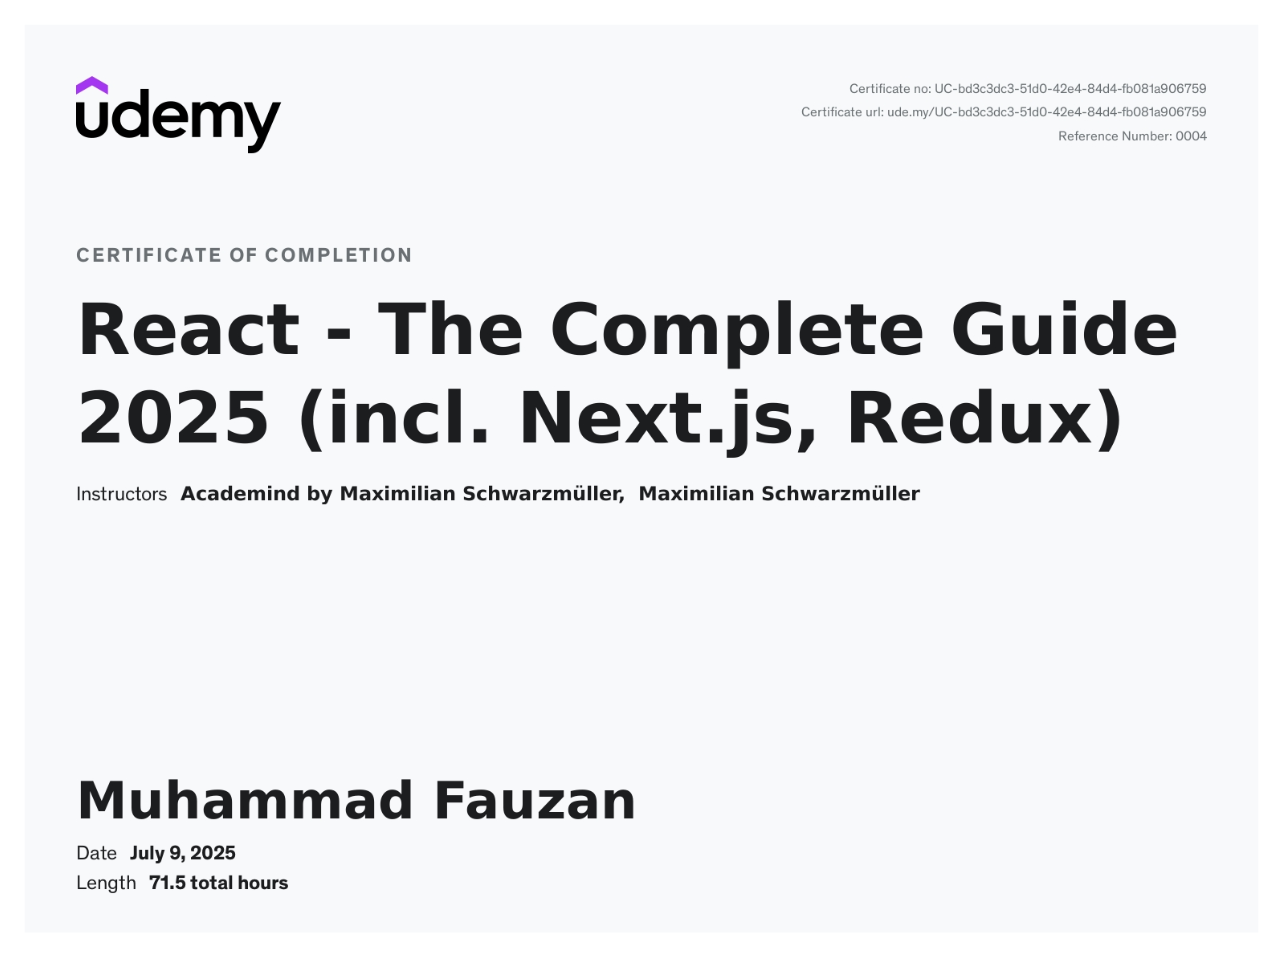 udemy
Certificate no: UC-bd3c3dc3-51d0-42e4-84d4-fb081a906759
Certificate url: ude.my/UC-bd3c3dc3-51d0-42e4-84d4-fb081a906759
Reference Number: 0004
CERTIFICATE OF COMPLETION
React - The Complete Guide
2025 (incl. Next.js, Redux)
Instructors Academind by Maximilian Schwarzmüller, Maximilian Schwarzmüller
Muhammad Fauzan
Date July 9, 2025
Length 71.5 total hours